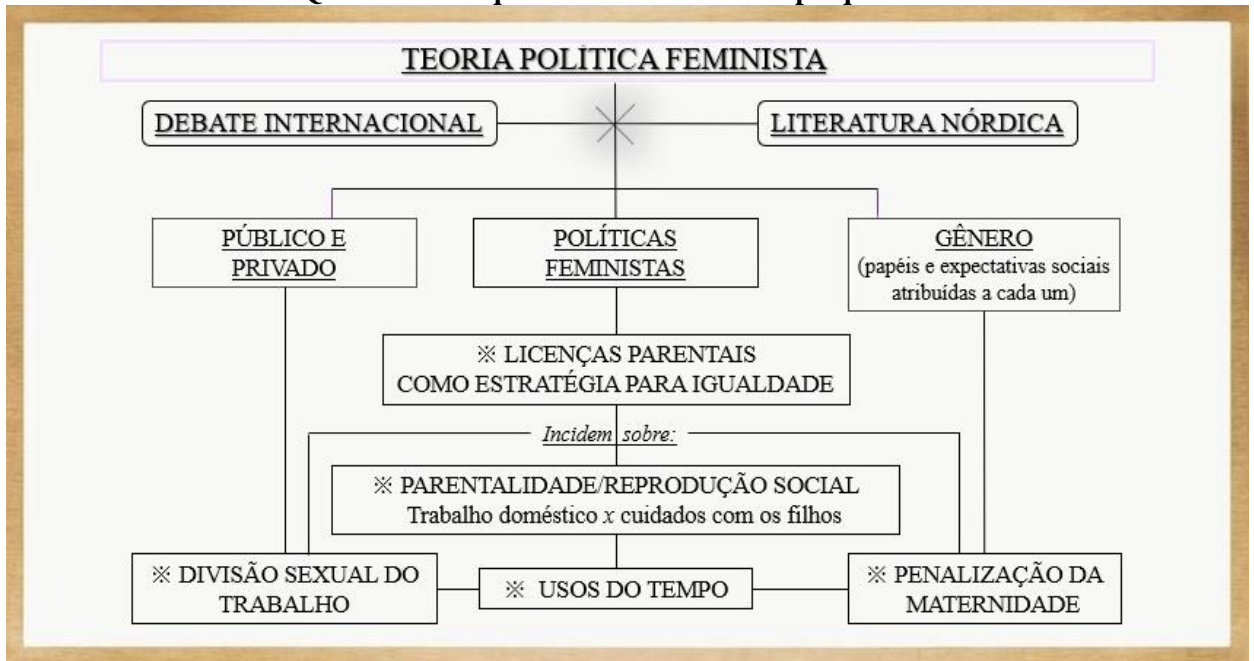 TEORIA POLÍTICA FEMINISTA
DEBATE INTERNACIONAL
LITERATURA NÓRDICA
PÚBLICO E
PRIVADO
POLÍTICAS
FEMINISTAS
GÊNERO
(papéis e expectativas sociais
atribuídas a cada um)
※ LICENÇAS PARENTAIS
COMO ESTRATÉGIA PARA IGUALDADE
Incidem sobre:
※ PARENTALIDADE/REPRODUÇÃO SOCIAL
Trabalho doméstico x cuidados com os filhos
※ DIVISÃO SEXUAL DO
TRABALHO
※ USOS DO TEMPO
※ PENALIZAÇÃO DA
MATERNIDADE